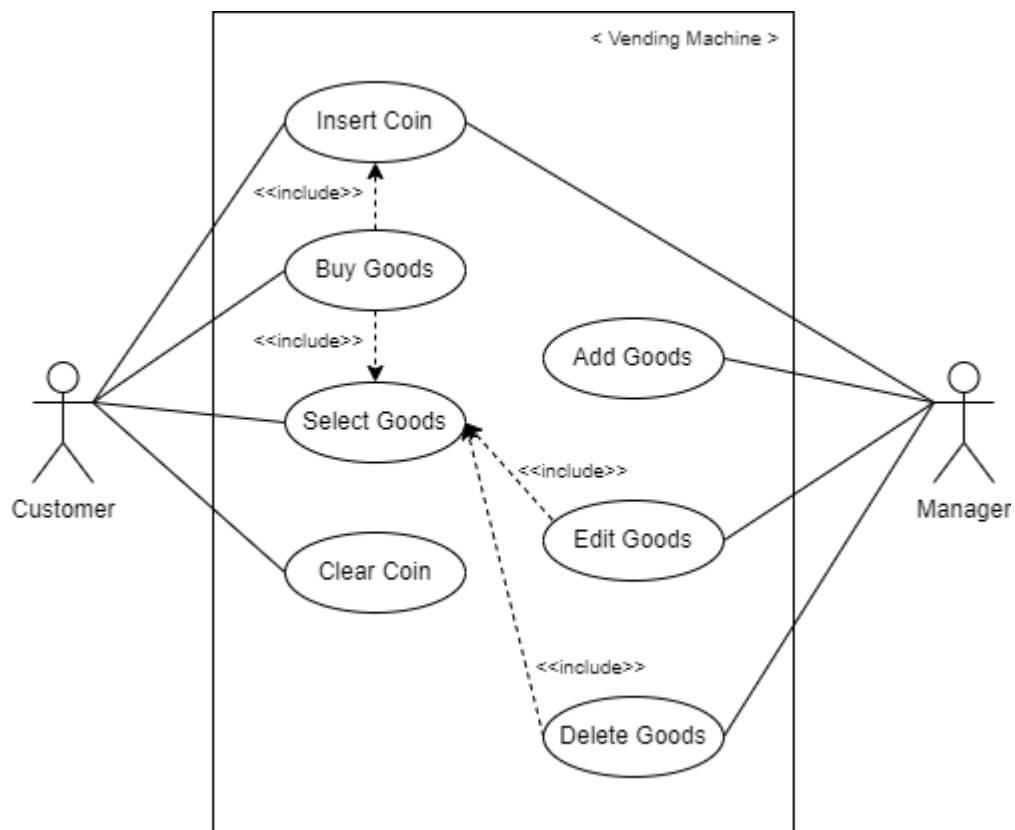 < Vending Machine >
Insert Coin
<<include>>
Buy Goods
<<include>>
Add Goods
Select Goods
<<include>>
Customer
Manager
Edit Goods
Clear Coin
<<include>>
Delete Goods